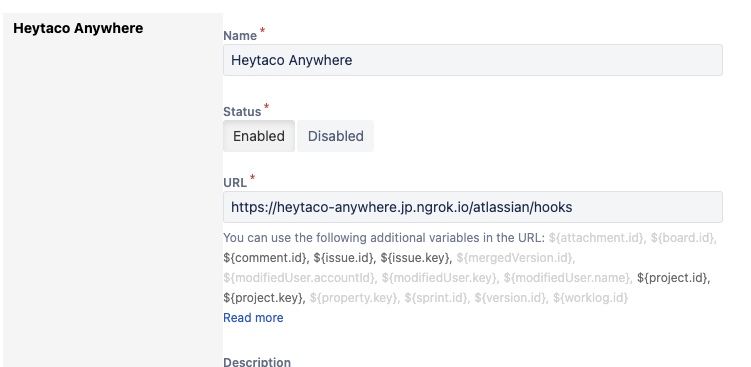 Heytaco Anywhere
Name *
Heytaco Anywhere
Status *
Enabled Disabled
URL *
https://heytaco-anywhere.jp.ngrok.io/atlassian/hooks
You can use the following additional variables in the URL: ${attachment.id}, ${board.id},
${comment.id}, ${issue.id}, ${issue.key}, ${mergedVersion.id},
${modifiedUser.accountId}, ${modifiedUser.key}, ${modifiedUser.name}, ${project.id},
${project.key}, ${property.key}, ${sprint.id}, ${version.id}, ${worklog.id}
Read more
Description